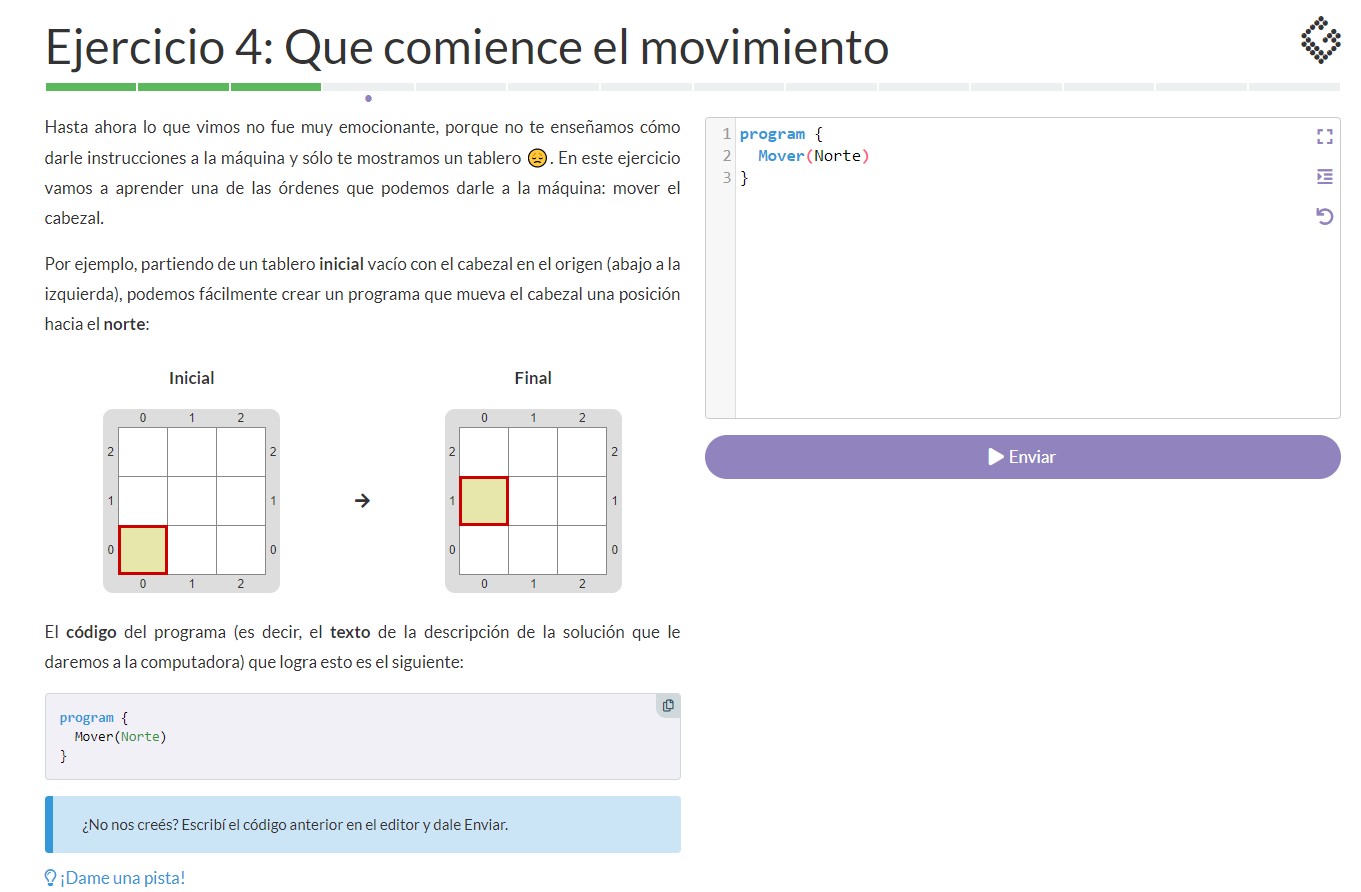 Ejercicio 4: Que comience el movimiento
Hasta ahora lo que vimos no fue muy emocionante, porque no te enseñamos cómo
darle instrucciones a la máquina y sólo te mostramos un tablero 😔. En este ejercicio
vamos a aprender una de las órdenes que podemos darle a la máquina: mover el
cabezal.
Por ejemplo, partiendo de un tablero inicial vacío con el cabezal en el origen (abajo a la
izquierda), podemos fácilmente crear un programa que mueva el cabezal una posición
hacia el norte:
Inicial
0 1 2
2 2
1 1
0 0
0 1 2
Final
0 1 2
2 2
1 1
0 0
0 1 2
El código del programa (es decir, el texto de la descripción de la solución que le
daremos a la computadora) que logra esto es el siguiente:
program {
Mover(Norte)
}
¿No nos creés? Escribí el código anterior en el editor y dale Enviar.
¡Dame una pista!
1 program {
2 Mover(Norte)
3 }
Enviar